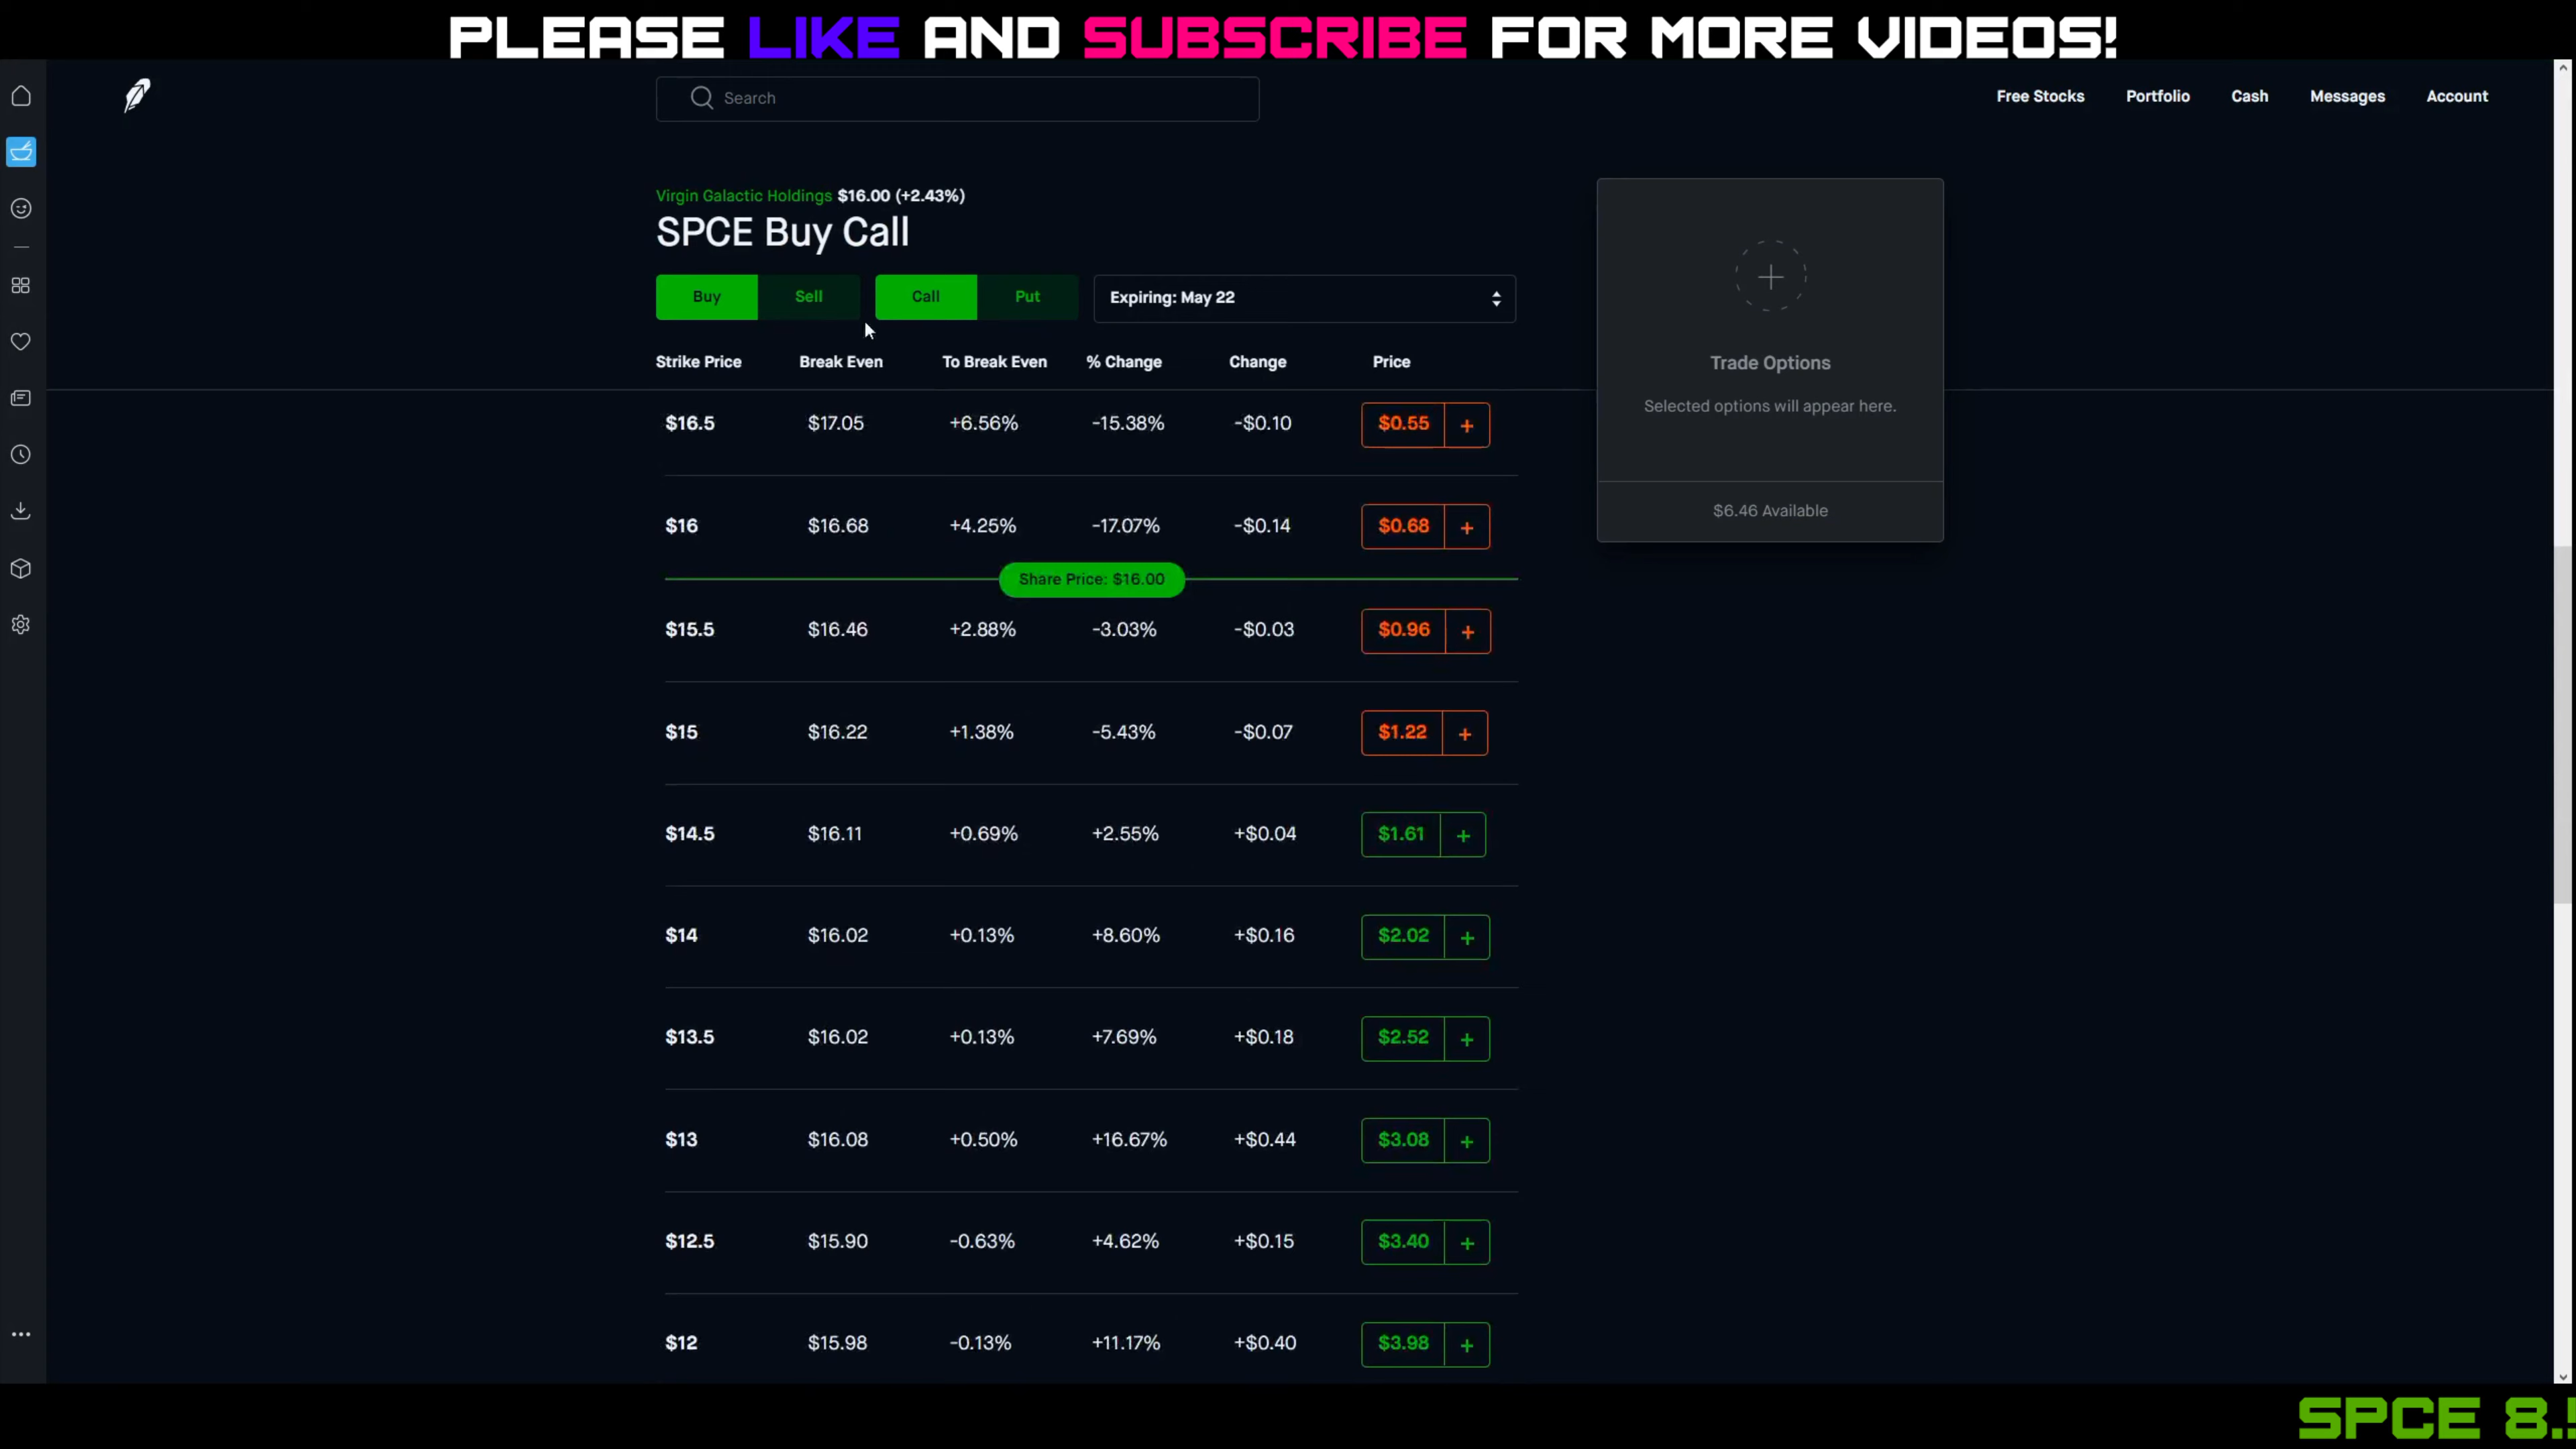 PLEASE LIKE AND SUBSCRIBE FOR MORE VIDEOS!
Search
Free Stocks Portfolio Cash Messages Account
Virgin Galactic Holdings $16.00 (+2.43%)
SPCE Buy Call
Buy Sell Call Put Expiring: May 22
Strike Price Break Even To Break Even % Change Change Price
Trade Options
Selected options will appear here.
$6.46 Available
$16.5 $17.05 +6.56% -15.38% -$0.10 $0.55 +
$16 $16.68 +4.25% -17.07% -$0.14 $0.68 +
Share Price: $16.00
$15.5 $16.46 +2.88% -3.03% -$0.03 $0.96 +
$15 $16.22 +1.38% -5.43% -$0.07 $1.22 +
$14.5 $16.11 +0.69% +2.55% +$0.04 $1.61 +
$14 $16.02 +0.13% +8.60% +$0.16 $2.02 +
$13.5 $16.02 +0.13% +7.69% +$0.18 $2.52 +
$13 $16.08 +0.50% +16.67% +$0.44 $3.08 +
$12.5 $15.90 -0.63% +4.62% +$0.15 $3.40 +
$12 $15.98 -0.13% +11.17% +$0.40 $3.98 +
SPCE 8.